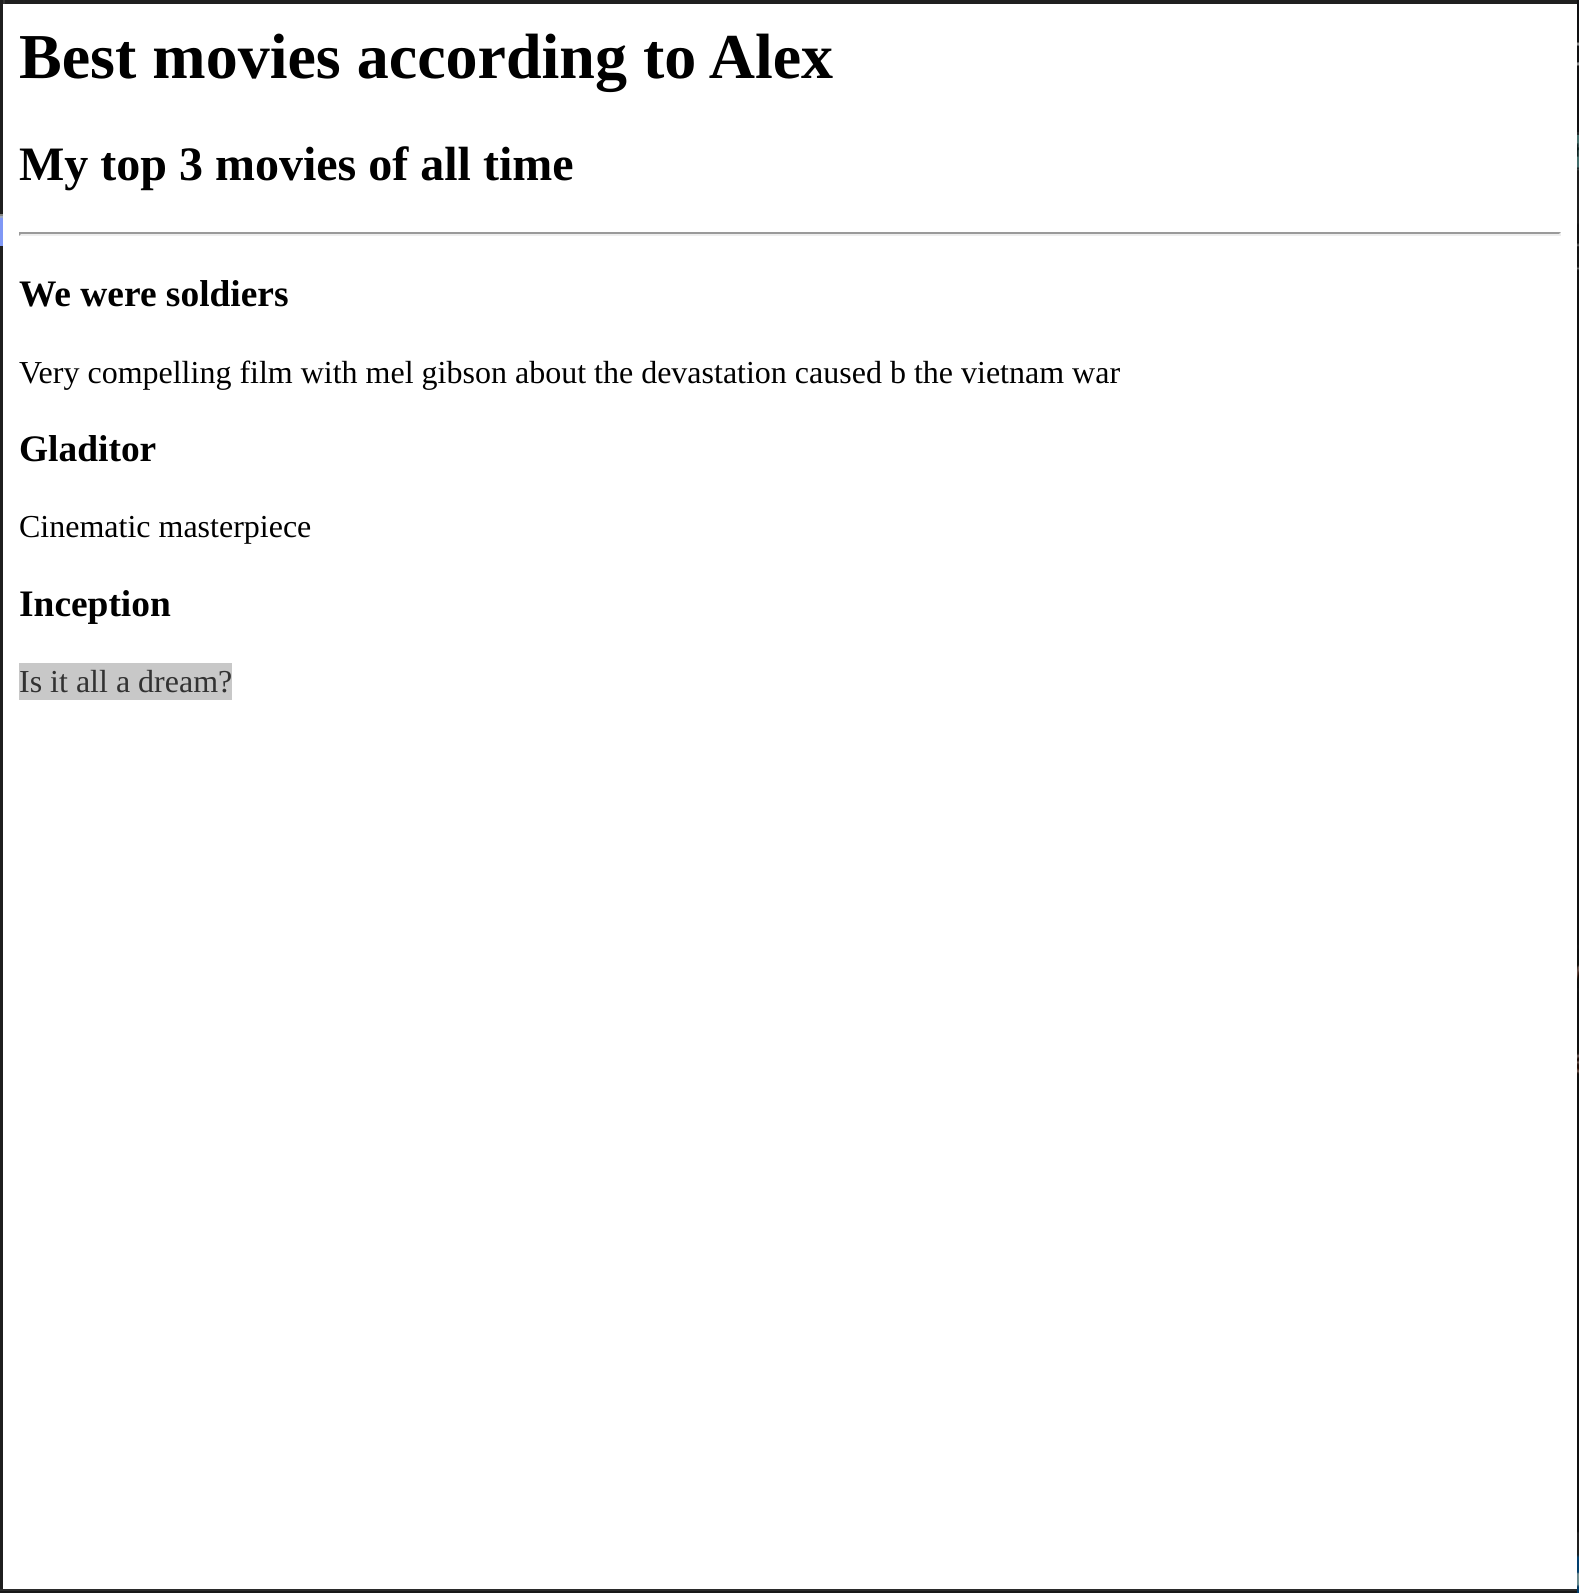 Best movies according to Alex
My top 3 movies of all time
We were soldiers
Very compelling film with mel gibson about the devastation caused b the vietnam war
Gladitor
Cinematic masterpiece
Inception
Is it all a dream?